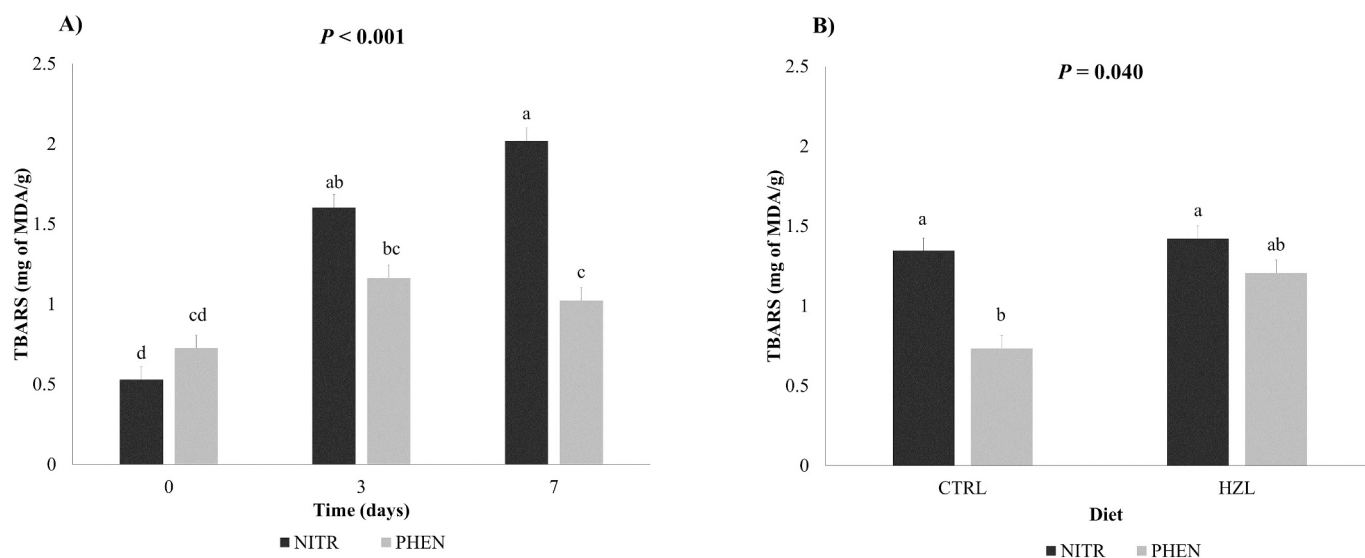 A)
P < 0.001
TBARS (mg of MDA/g)
2.5
2
1.5
1
0.5
0
d
cd
ab
bc
a
c
0
3
7
Time (days)
NITR
PHEN
B)
P = 0.040
TBARS (mg of MDA/g)
2.5
2
1.5
1
0.5
0
a
b
a
ab
CTRL
HZL
Diet
NITR
PHEN